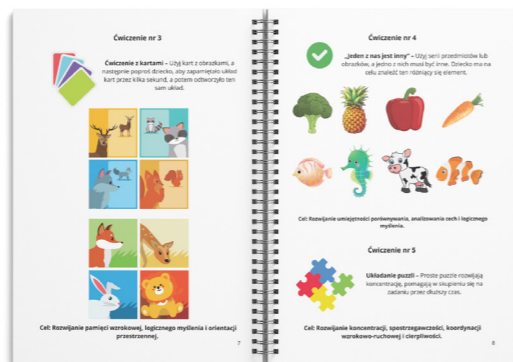 Ćwiczenie nr 3
Ćwiczenie z kartami – Użyj kart z obrazkami, a
następnie poproś dziecko, aby zapamiętało układ
kart przez kilka sekund, a potem odtworzyło ten
sam układ.
Cel: Rozwijanie pamięci wzrokowej, logicznego myślenia i orientacji
przestrzennej.
7
Ćwiczenie nr 4
„Jeden z nas jest inny” – Użyj serii przedmiotów lub
obrazków, a jedno z nich musi być inne. Dziecko ma na
celu znaleźć ten różniący się element.
Cel: Rozwijanie umiejętności porównywania, analizowania cech i logicznego
myślenia.
Ćwiczenie nr 5
Układanie puzzli – Proste puzzle rozwijają
koncentrację, pomagają w skupieniu się na
zadaniu przez dłuższy czas.
Cel: Rozwijanie koncentracji, spostrzegawczości, koordynacji
wzrokowo-ruchowej i cierpliwości.
8